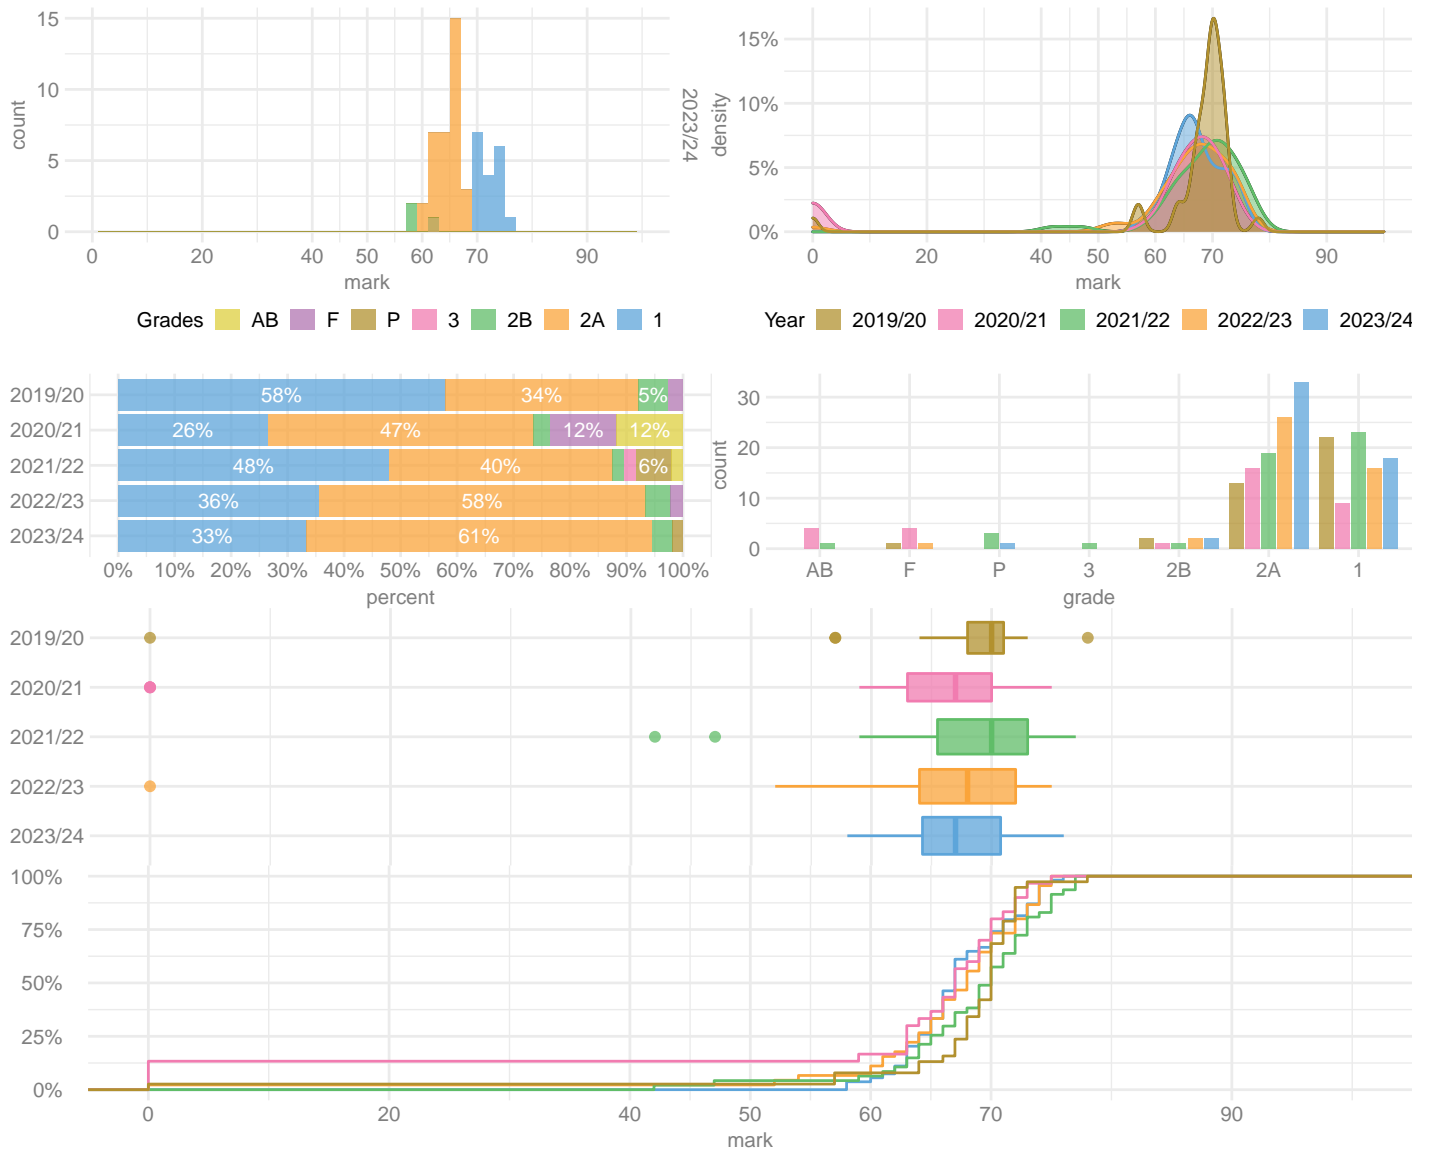 15
10
5
0
count
0
20
40
50
60
70
90
mark
2023/24
15%
10%
5%
0%
density
0
20
40
50
60
70
90
mark
Grades AB F P 3 2B 2A 1
Year 2019/20 2020/21 2021/22 2022/23 2023/24
2019/20 58% 34% 5%
2020/21 26% 47% 12% 12%
2021/22 48% 40% 6%
2022/23 36% 58%
2023/24 33% 61%
0% 10% 20% 30% 40% 50% 60% 70% 80% 90% 100%
percent
30
20
10
0
count
AB F P 3 2B 2A 1
grade
2019/20
2020/21
2021/22
2022/23
2023/24
100%
75%
50%
25%
0%
0 20 40 50 60 70 90
mark